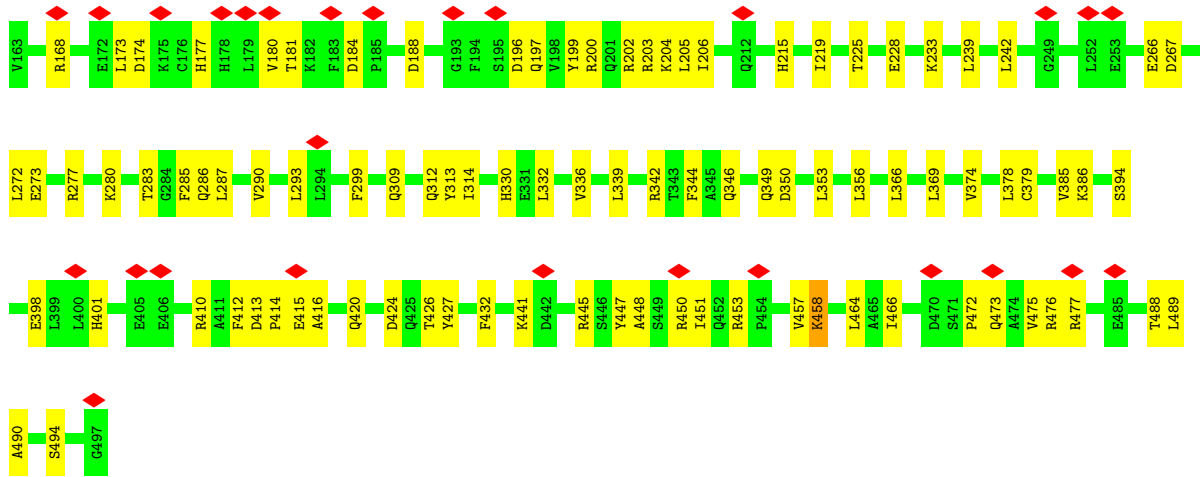 V163 R168 E172 L173 D174 K175 C176 H177 H178 L179 V180 T181 K182 F183 D184 P185 D188 G193 F194 S195 D196 Q197 V198 Y199 R200 Q201 R202 R203 K204 L205 I206 Q212 H215 I219 T225 E228 K233 L239 L242 G249 L252 E253 E266 D267
L272 E273 R277 K280 T283 G284 F285 Q286 L287 V290 L293 L294 F299 Q309 Q312 Y313 I314 H330 E331 L332 V336 L339 R342 T343 F344 A345 Q346 Q349 D350 L353 L356 L366 L369 V374 L378 C379 V385 K386 S394
E398 L399 L400 H401 E405 E406 R410 A411 F412 D413 P414 E415 A416 Q420 D424 Q425 T426 Y427 F432 K441 D442 R445 S446 Y447 A448 S449 R450 I451 Q452 R453 P454 V457 K458 L464 A465 I466 D470 S471 P472 Q473 A474 V475 R476 R477 E485 T488 L489
A490 S494 G497